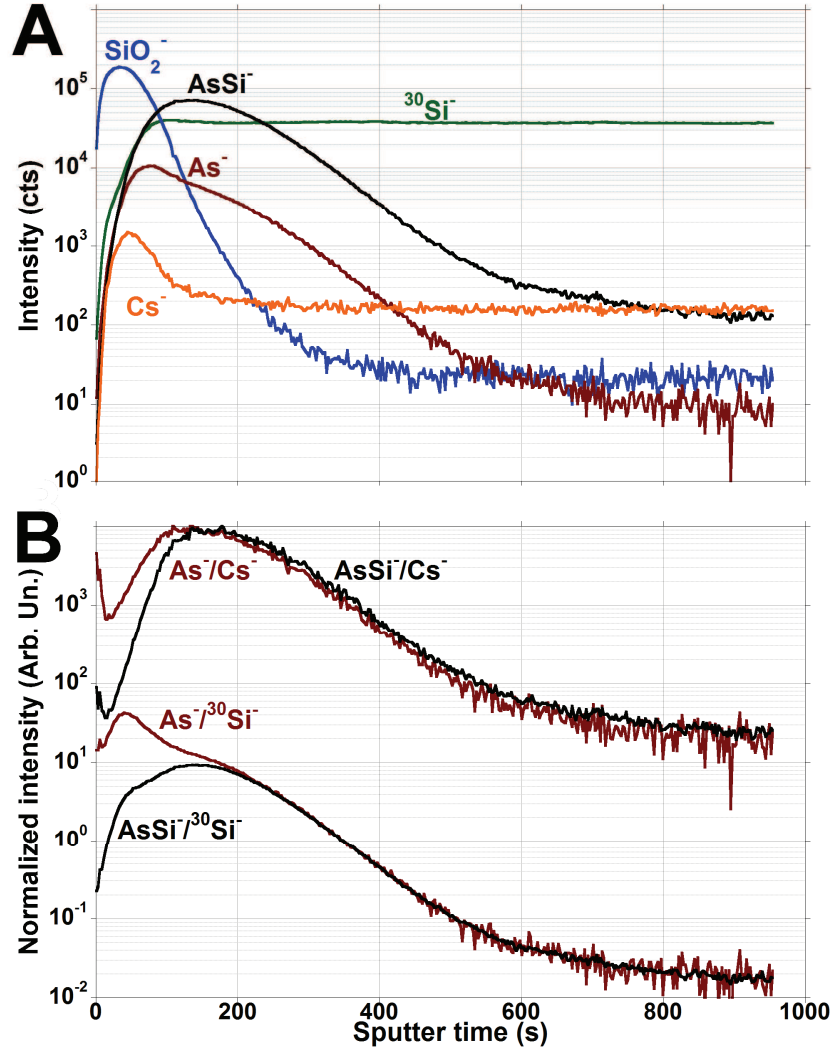 A
SiO₂⁻
AsSi⁻
³⁰Si⁻
As⁻
Cs⁻
Intensity (cts)
10⁵
10⁴
10³
10²
10¹
10⁰
B
As⁻/Cs⁻
AsSi⁻/Cs⁻
As⁻/³⁰Si⁻
AsSi⁻/³⁰Si⁻
Normalized intensity (Arb. Un.)
10³
10²
10¹
10⁰
10⁻¹
10⁻²
0 200 400 600 800 1000
Sputter time (s)